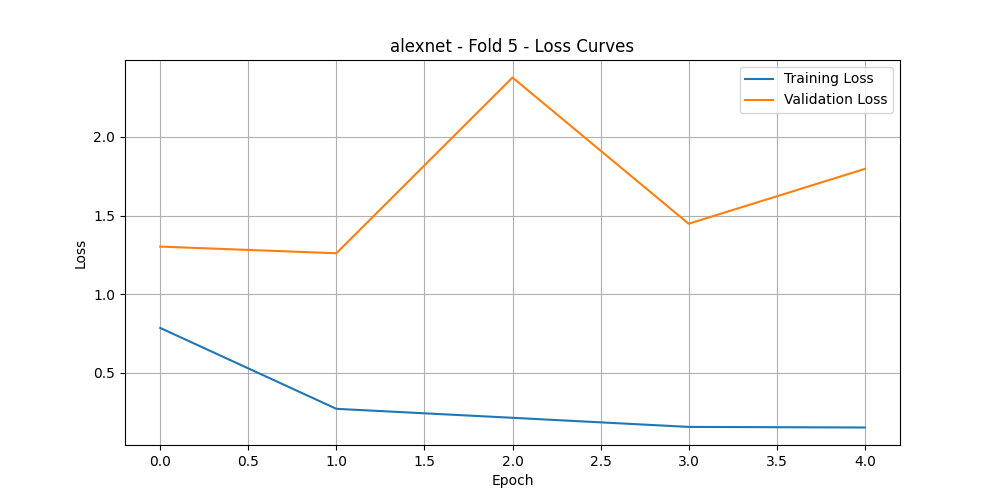 alexnet - Fold 5 - Loss Curves
Training Loss
Validation Loss
2.0
1.5
1.0
0.5
Loss
0.0 0.5 1.0 1.5 2.0 2.5 3.0 3.5 4.0
Epoch